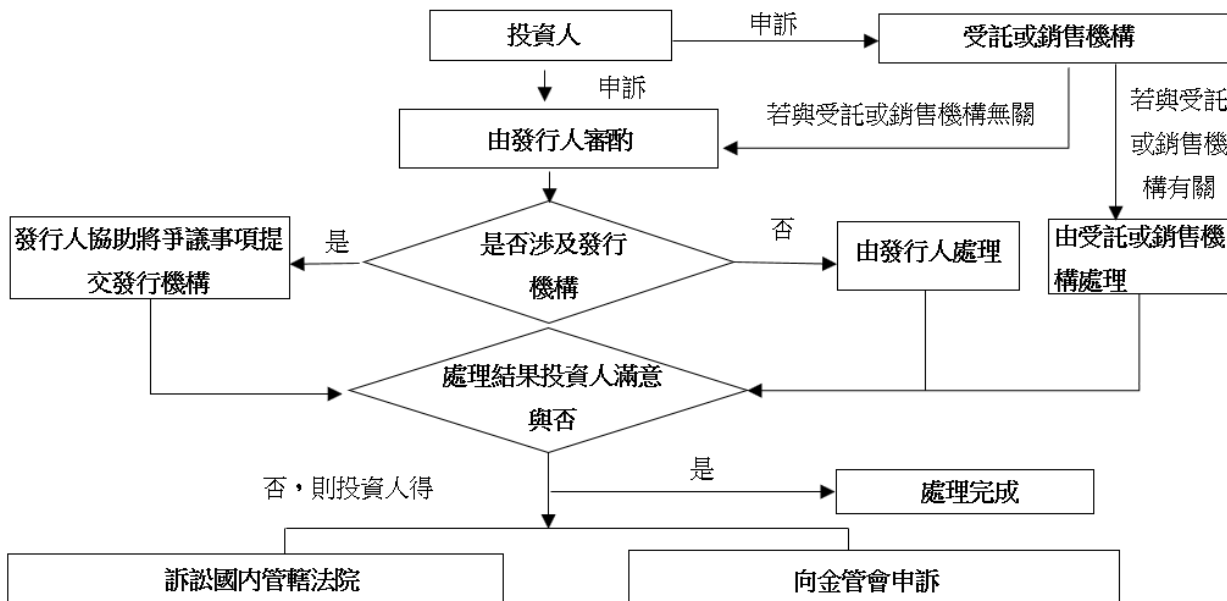 投資人
申訴
受託或銷售機構
申訴
若與受託或銷售機構無關
若與受託
或銷售機
構有關
由發行人審酌
發行人協助將爭議事項提
交發行機構
是
是否涉及發行
機構
否
由發行人處理
由受託或銷售機
構處理
處理結果投資人滿意
與否
否，則投資人得
是
處理完成
訴訟國內管轄法院
向金管會申訴